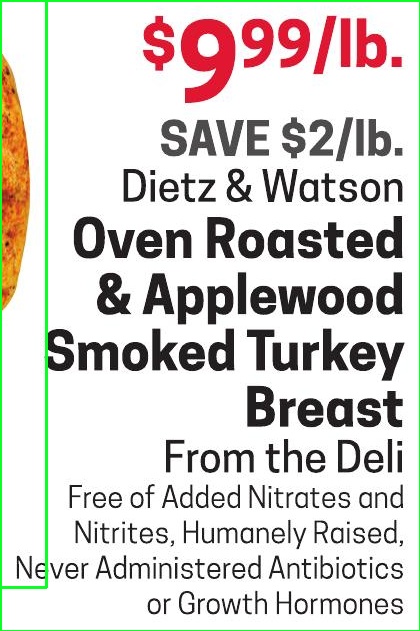 $9.99/lb.
SAVE $2/lb.
Dietz & Watson
Oven Roasted
& Applewood
Smoked Turkey
Breast
From the Deli
Free of Added Nitrates and
Nitrites, Humanely Raised,
Never Administered Antibiotics
or Growth Hormones